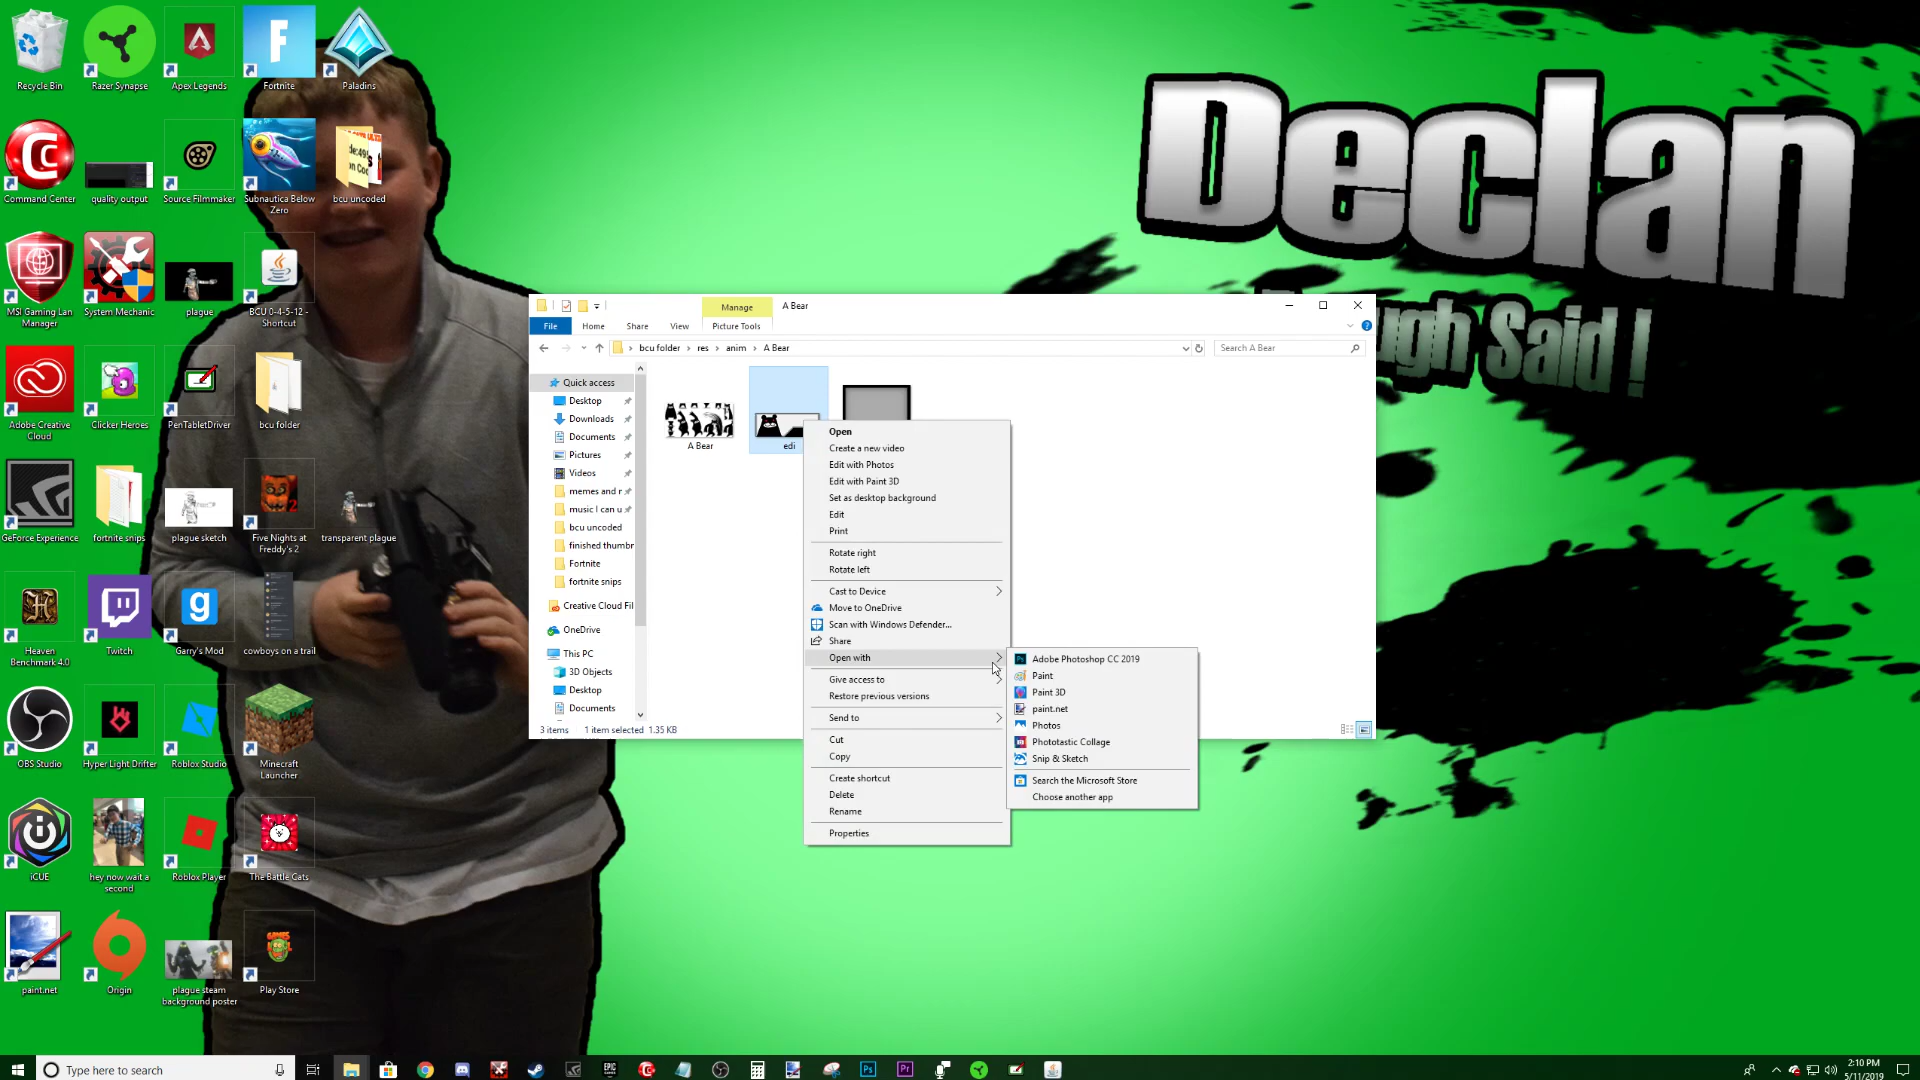 Recycle Bin
Razer Synapse
Apex Legends
Fortnite
Paladins
Command Center
quality output
Source Filmmaker
Subnautica Below
Zero
bcu uncoded
MSI Gaming Lan
Manager
System Mechanic
plague
BCU 0-4-5-12 -
Shortcut
Adobe Creative
Cloud
Clicker Heroes
PenTabletDriver
bcu folder
GeForce Experience
fortnite snips
plague sketch
Five Nights at
Freddy's 2
transparent plague
Heaven
Benchmark 4.0
Twitch
Garry's Mod
cowboys on a trail
OBS Studio
Hyper Light Drifter
Roblox Studio
Minecraft
Launcher
iCUE
hey now wait a
second
Roblox Player
The Battle Cats
paint.net
Origin
plague steam
background poster
Play Store
Declan
ugh Said !
Manage
A Bear
File
Home
Share
View
Picture Tools
bcu folder
res
anim
A Bear
Search A Bear
Quick access
Desktop
Downloads
Documents
Pictures
Videos
memes and r
music I can u
bcu uncoded
finished thumbr
Fortnite
fortnite snips
Creative Cloud Fil
OneDrive
This PC
3D Objects
Desktop
Documents
A Bear
edi
3 items
1 item selected
1.35 KB
Open
Create a new video
Edit with Photos
Edit with Paint 3D
Set as desktop background
Edit
Print
Rotate right
Rotate left
Cast to Device
Move to OneDrive
Scan with Windows Defender...
Share
Open with
Give access to
Restore previous versions
Send to
Cut
Copy
Create shortcut
Delete
Rename
Properties
Adobe Photoshop CC 2019
Paint
Paint 3D
paint.net
Photos
Phototastic Collage
Snip & Sketch
Search the Microsoft Store
Choose another app
Type here to search
EPIC
Ps
Pr
2:10 PM
5/11/2019